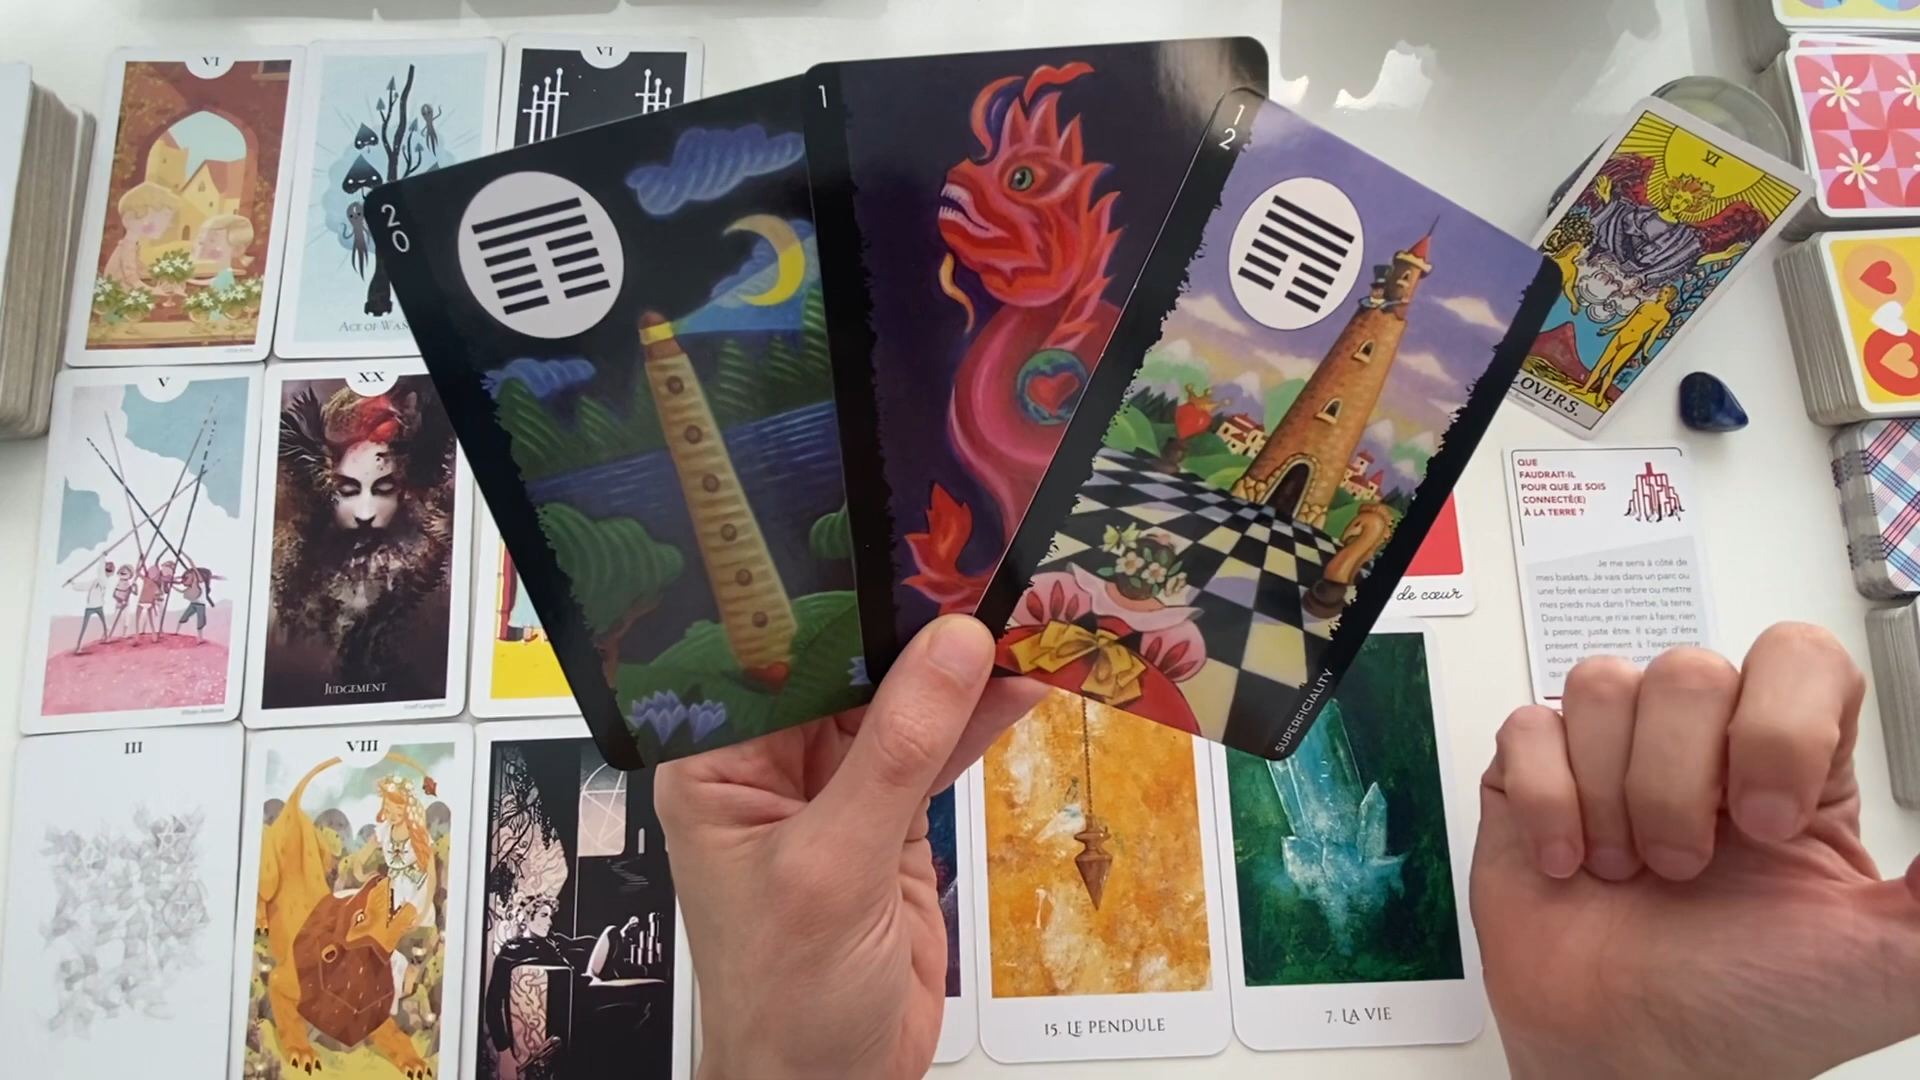 VI
VI
ACE OF WAN
V
XX
JUDGEMENT
III
VIII
20
1
12
SUPERFICIALITY
VI
LOVERS.
QUE
FAUDRAIT-IL
POUR QUE JE SOIS
CONNECTÉ(E)
À LA TERRE ?
Je me sens à côté de
mes baskets. Je vais dans un parc ou
une forêt enlacer un arbre ou mettre
mes pieds nus dans l'herbe, la terre.
Dans la nature, je n'ai rien à faire, rien
à penser, juste être. Il s'agit d'être
présent pleinement à l'expérience
de cœur
15. LE PENDULE
7. LA VIE